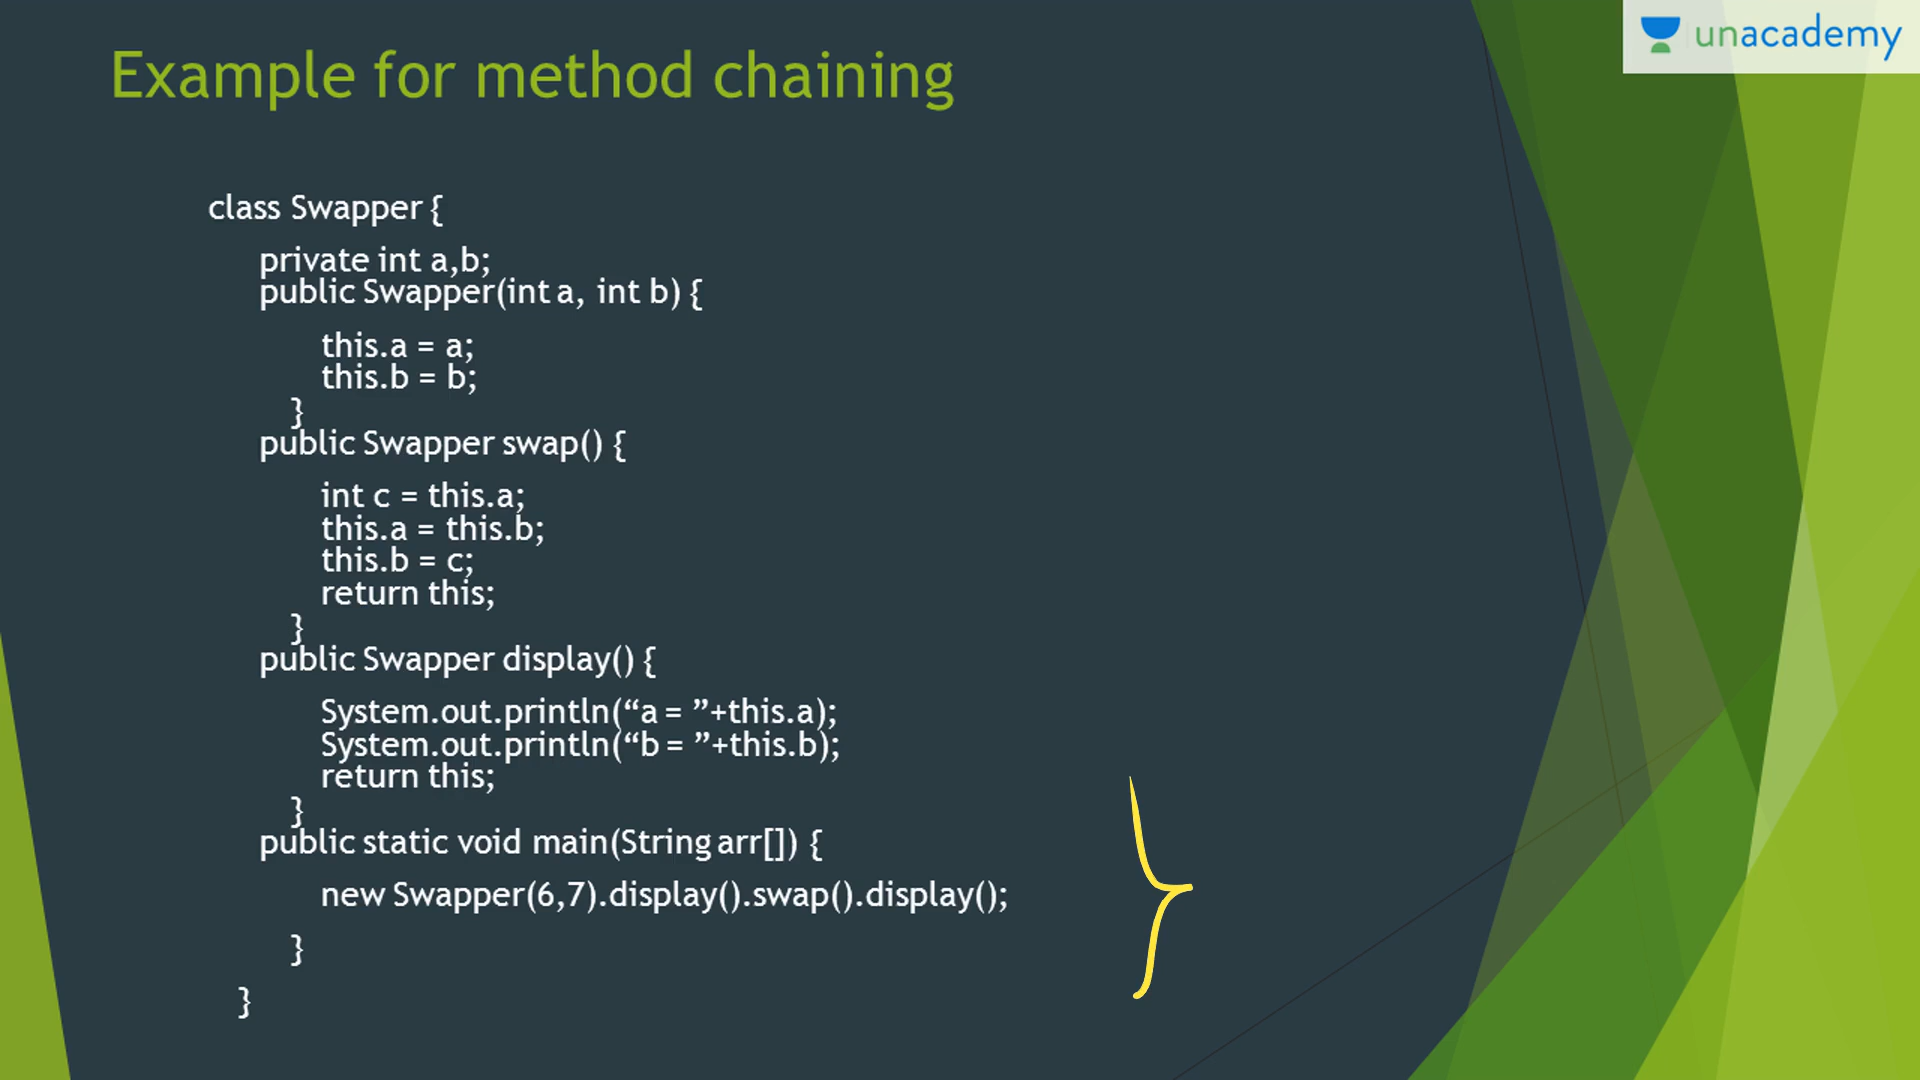 unacademy
Example for method chaining
class Swapper {
private int a,b;
public Swapper(int a, int b) {
this.a = a;
this.b = b;
}
public Swapper swap() {
int c = this.a;
this.a = this.b;
this.b = c;
return this;
}
public Swapper display() {
System.out.println(“a = ”+this.a);
System.out.println(“b = ”+this.b);
return this;
}
public static void main(String arr[]) {
new Swapper(6,7).display().swap().display();
}
}